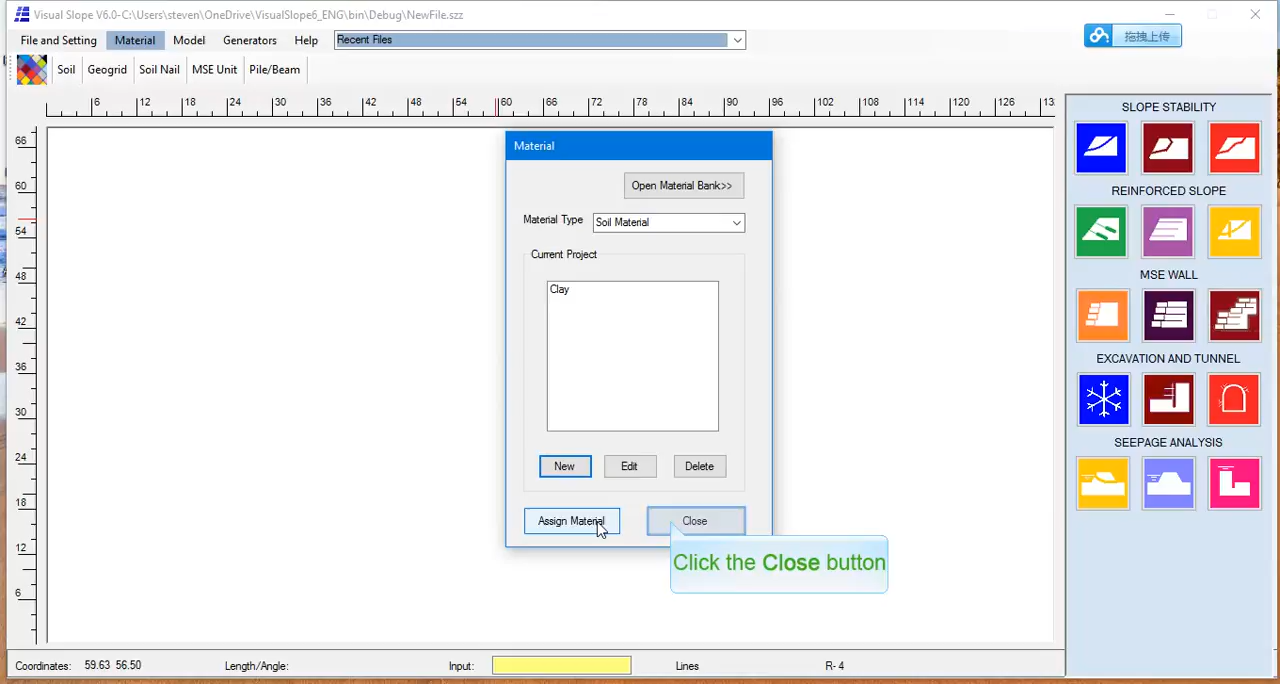 Visual Slope V6.0-C:\Users\steven\OneDrive\VisualSlope6_ENG\bin\Debug\NewFile.szz
File and Setting Material Model Generators Help Recent Files
拖拽上传
Soil Geogrid Soil Nail MSE Unit Pile/Beam
6 12 18 24 30 36 42 48 54 60 66 72 78 84 90 96 102 108 114 120 126 13
66
60
54
48
42
36
30
24
18
12
6
Material
Open Material Bank>>
Material Type Soil Material
Current Project
Clay
New Edit Delete
Assign Material Close
Click the Close button
SLOPE STABILITY
REINFORCED SLOPE
MSE WALL
EXCAVATION AND TUNNEL
SEEPAGE ANALYSIS
Coordinates: 59.63 56.50 Length/Angle: Input: Lines R- 4